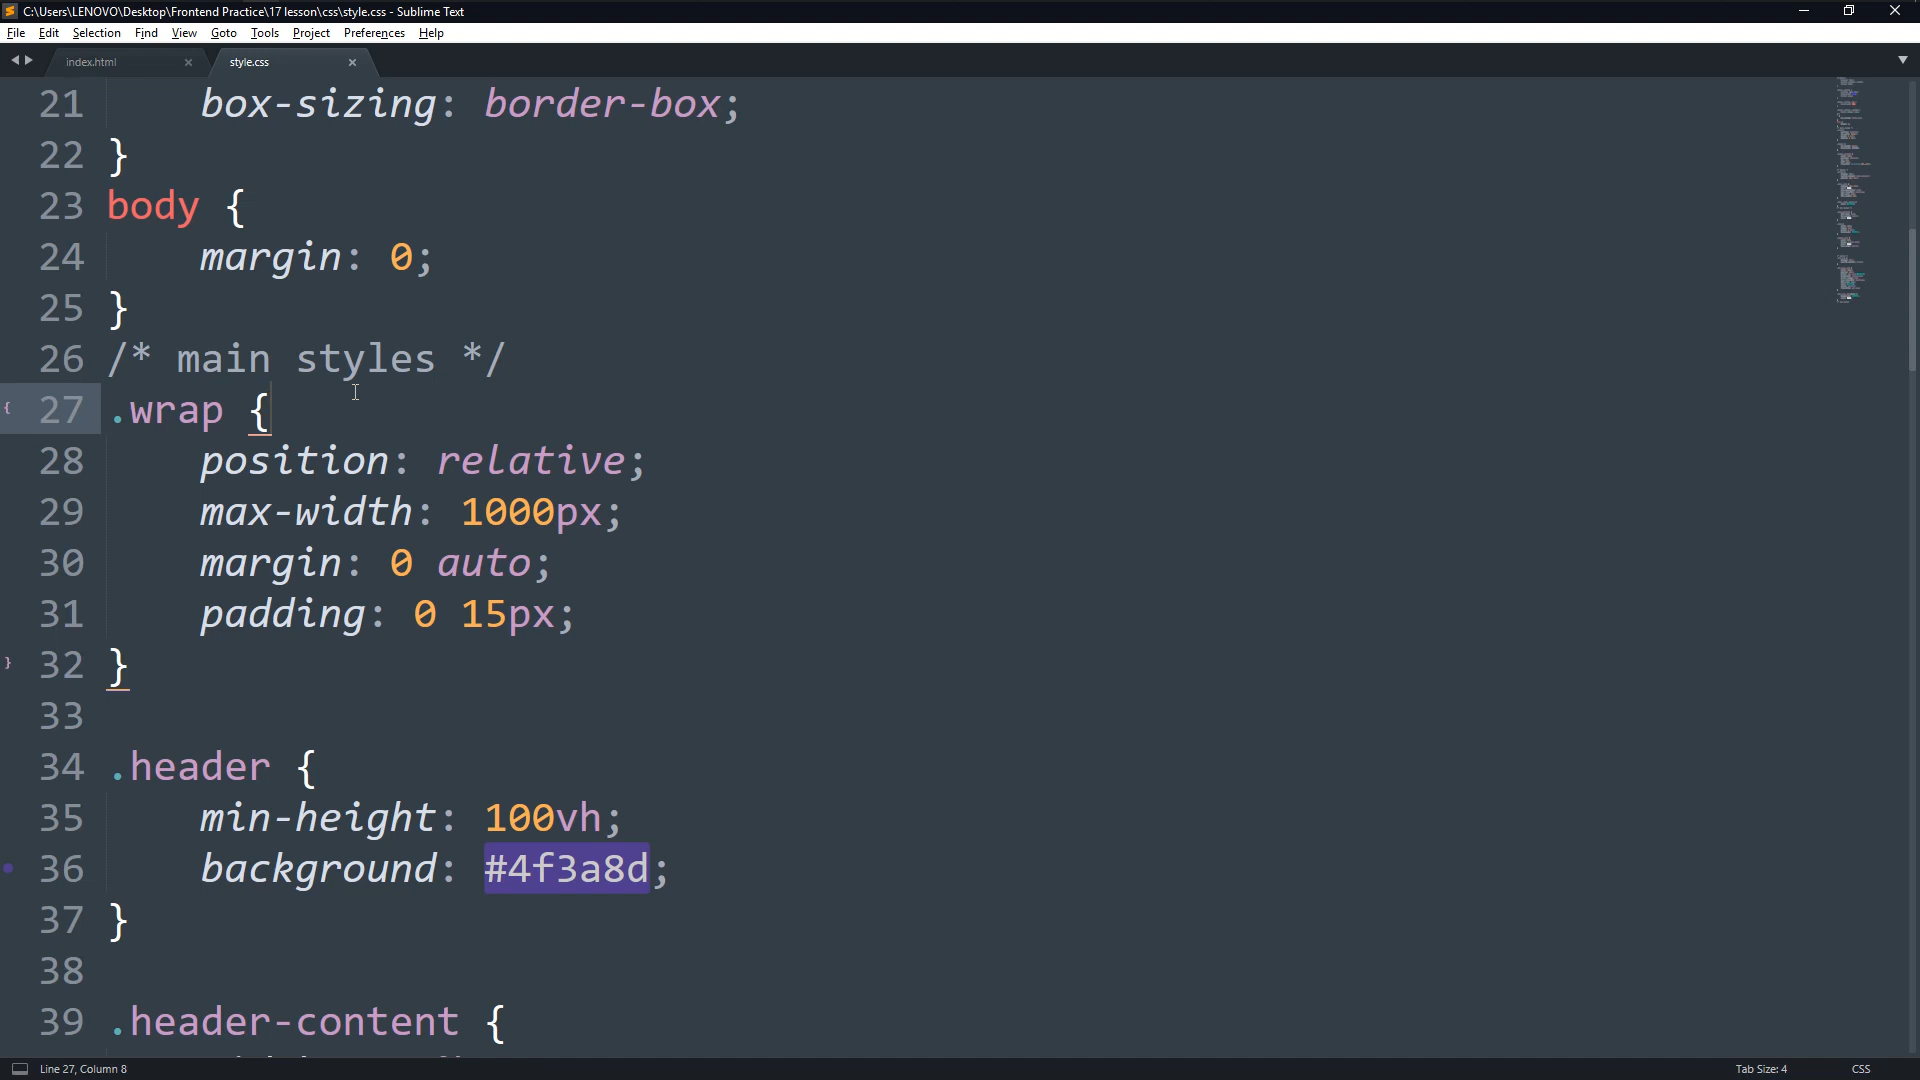 C:\Users\LENOVO\Desktop\Frontend Practice\17 lesson\css\style.css - Sublime Text
File Edit Selection Find View Goto Tools Project Preferences Help
index.html style.css
21 box-sizing: border-box;
22 }
23 body {
24 margin: 0;
25 }
26 /* main styles */
{ 27 .wrap {
28 position: relative;
29 max-width: 1000px;
30 margin: 0 auto;
31 padding: 0 15px;
} 32 }
33
34 .header {
35 min-height: 100vh;
36 background: #4f3a8d;
37 }
38
39 .header-content {
Line 27, Column 8 Tab Size: 4 CSS